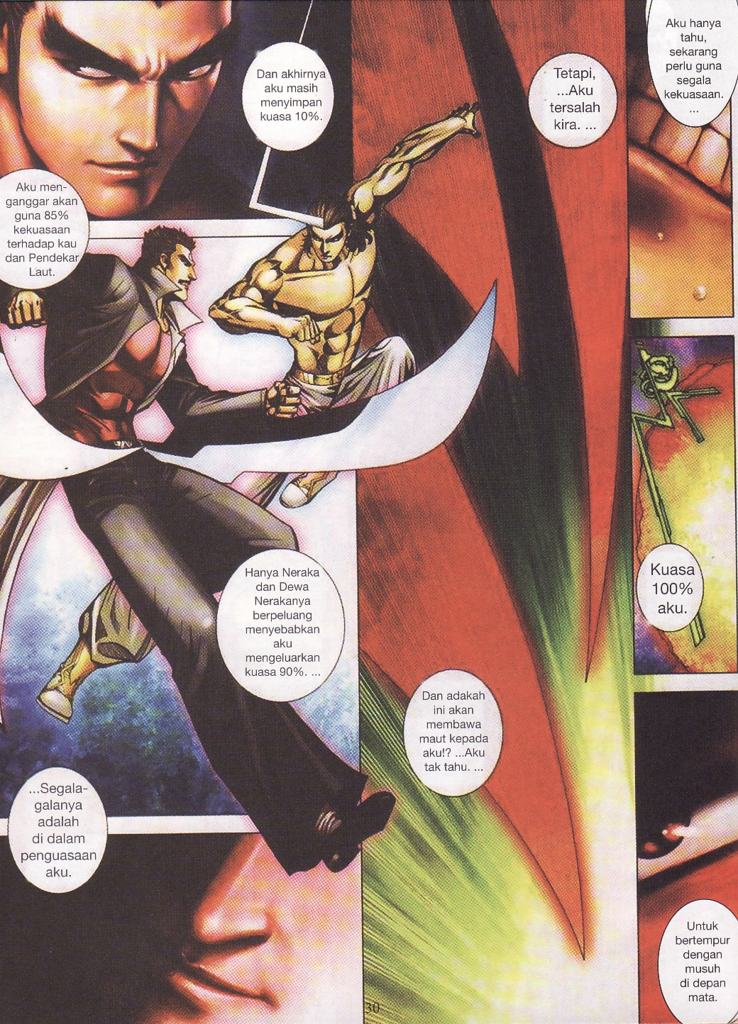 Aku men-
ganggar akan
guna 85%
kekuasaan
terhadap kau
dan Pendekar
Laut.
Hanya Neraka
dan Dewa
Nerakanya
berpeluang
menyebabkan
aku
mengeluarkan
kuasa 90%. ...
Dan akhirnya
aku masih
menyimpan
kuasa 10%.
...Segala-
galanya
adalah
di dalam
penguasaan
aku.
Tetapi,
...Aku
tersalah
kira. ...
Dan adakah
ini akan
membawa
maut kepada
aku!? ...Aku
tak tahu. ...
Aku hanya
tahu,
sekarang
perlu guna
segala
kekuasaan.
...
Kuasa
100%
aku.
Untuk
bertempur
dengan
musuh
di depan
mata.
30